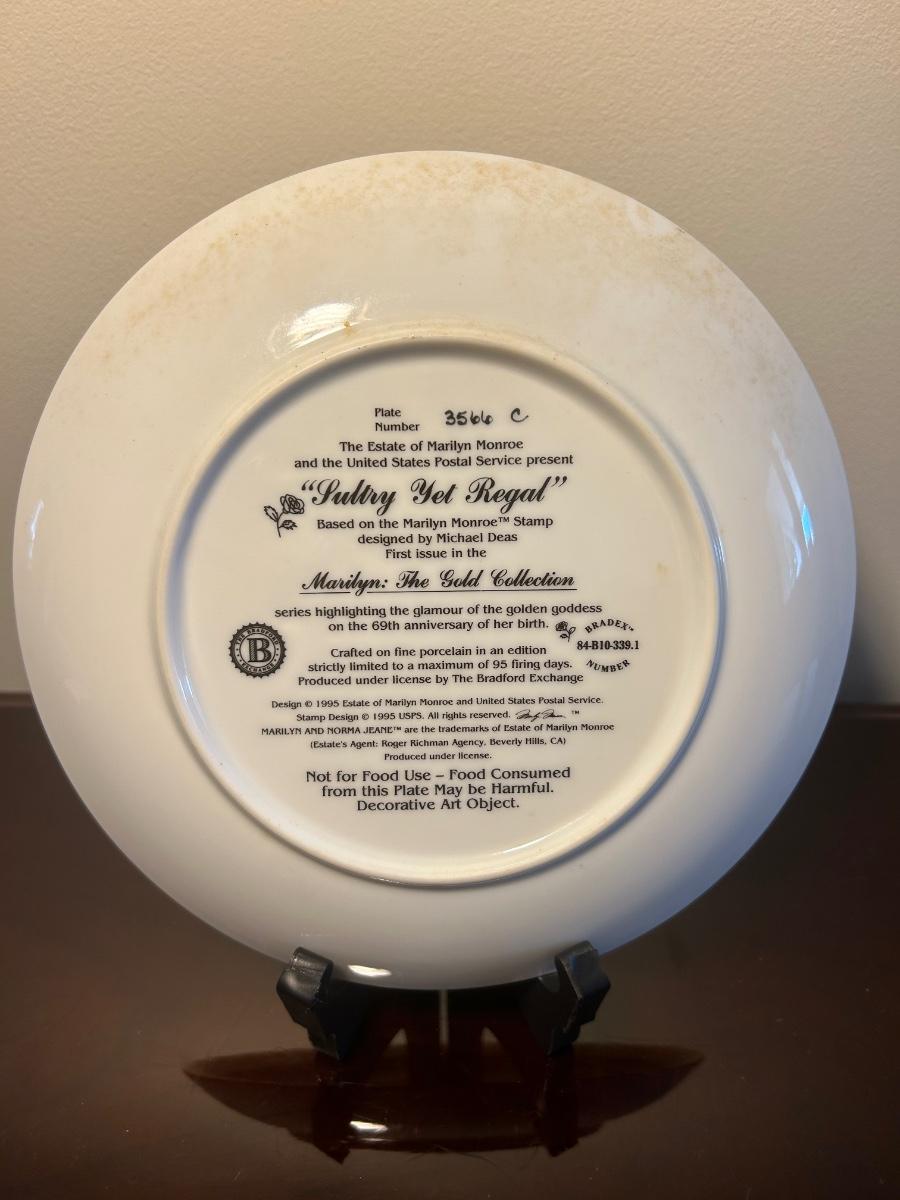 Plate
Number 3566 C
The Estate of Marilyn Monroe
and the United States Postal Service present
“Sultry Yet Regal”
Based on the Marilyn Monroe™ Stamp
designed by Michael Deas
First issue in the
Marilyn: The Gold Collection
series highlighting the glamour of the golden goddess
on the 69th anniversary of her birth.
BRADEX™
84-B10-339.1
NUMBER
THE BRADFORD
B
EXCHANGE
Crafted on fine porcelain in an edition
strictly limited to a maximum of 95 firing days.
Produced under license by The Bradford Exchange
Design © 1995 Estate of Marilyn Monroe and United States Postal Service.
Stamp Design © 1995 USPS. All rights reserved. ™
MARILYN AND NORMA JEANE™ are the trademarks of Estate of Marilyn Monroe
(Estate's Agent: Roger Richman Agency, Beverly Hills, CA)
Produced under license.
Not for Food Use – Food Consumed
from this Plate May be Harmful.
Decorative Art Object.